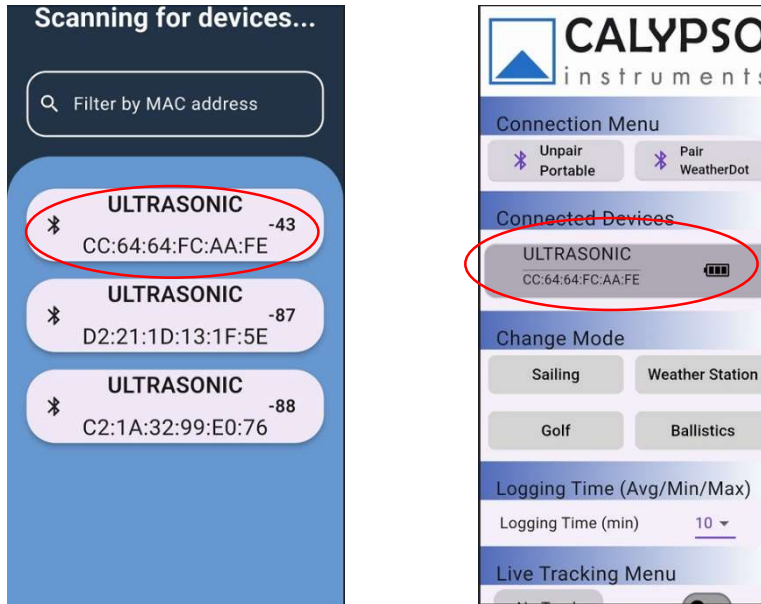 Scanning for devices...
Filter by MAC address
ULTRASONIC
-43
CC:64:64:FC:AA:FE
ULTRASONIC
-87
D2:21:1D:13:1F:5E
ULTRASONIC
-88
C2:1A:32:99:E0:76
CALYPSO
instruments
Connection Menu
Unpair
Portable
Pair
WeatherDot
Connected Devices
ULTRASONIC
CC:64:64:FC:AA:FE
Change Mode
Sailing
Weather Station
Golf
Ballistics
Logging Time (Avg/Min/Max)
Logging Time (min)
10
Live Tracking Menu